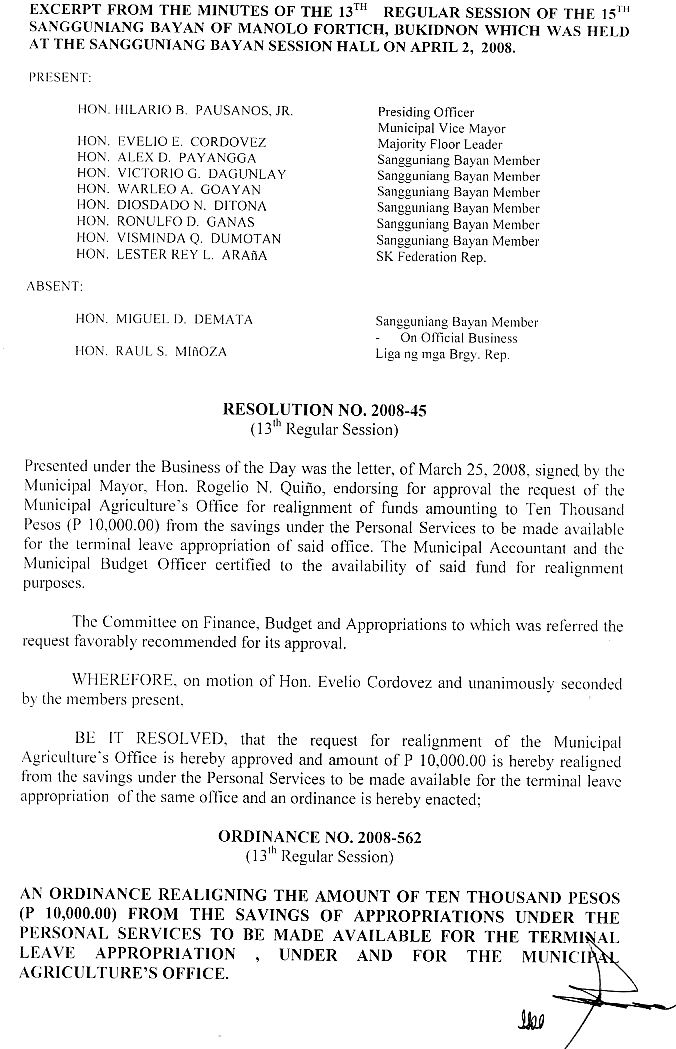 EXCERPT FROM THE MINUTES OF THE 13TH REGULAR SESSION OF THE 15TH
SANGGUNIANG BAYAN OF MANOLO FORTICH, BUKIDNON WHICH WAS HELD
AT THE SANGGUNIANG BAYAN SESSION HALL ON APRIL 2, 2008.
PRESENT:
HON. HILARIO B. PAUSANOS, JR. Presiding Officer
Municipal Vice Mayor
HON. EVELIO E. CORDOVEZ Majority Floor Leader
HON. ALEX D. PAYANGGA Sangguniang Bayan Member
HON. VICTORIO G. DAGUNLAY Sangguniang Bayan Member
HON. WARLEO A. GOAYAN Sangguniang Bayan Member
HON. DIOSDADO N. DITONA Sangguniang Bayan Member
HON. RONULFO D. GANAS Sangguniang Bayan Member
HON. VISMINDA Q. DUMOTAN Sangguniang Bayan Member
HON. LESTER REY L. ARAñA SK Federation Rep.
ABSENT:
HON. MIGUEL D. DEMATA Sangguniang Bayan Member
- On Official Business
HON. RAUL S. MIñOZA Liga ng mga Brgy. Rep.
RESOLUTION NO. 2008-45
(13th Regular Session)
Presented under the Business of the Day was the letter, of March 25, 2008, signed by the
Municipal Mayor, Hon. Rogelio N. Quiño, endorsing for approval the request of the
Municipal Agriculture's Office for realignment of funds amounting to Ten Thousand
Pesos (P 10,000.00) from the savings under the Personal Services to be made available
for the terminal leave appropriation of said office. The Municipal Accountant and the
Municipal Budget Officer certified to the availability of said fund for realignment
purposes.
The Committee on Finance, Budget and Appropriations to which was referred the
request favorably recommended for its approval.
WHEREFORE, on motion of Hon. Evelio Cordovez and unanimously seconded
by the members present.
BE IT RESOLVED, that the request for realignment of the Municipal
Agriculture's Office is hereby approved and amount of P 10,000.00 is hereby realigned
from the savings under the Personal Services to be made available for the terminal leave
appropriation of the same office and an ordinance is hereby enacted;
ORDINANCE NO. 2008-562
(13th Regular Session)
AN ORDINANCE REALIGNING THE AMOUNT OF TEN THOUSAND PESOS
(P 10,000.00) FROM THE SAVINGS OF APPROPRIATIONS UNDER THE
PERSONAL SERVICES TO BE MADE AVAILABLE FOR THE TERMINAL
LEAVE APPROPRIATION , UNDER AND FOR THE MUNICIPAL
AGRICULTURE'S OFFICE.